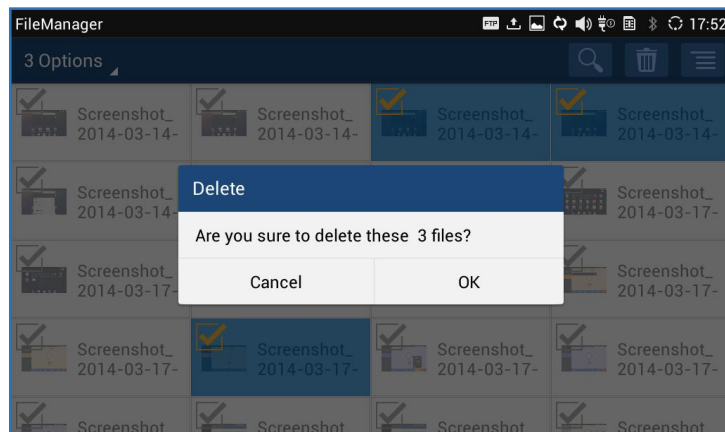 FileManager
FTP
17:52
3 Options
Screenshot_
2014-03-14-
Screenshot_
2014-03-14-
Screenshot_
2014-03-14-
Screenshot_
2014-03-14-
Screenshot_
2014-03-14-
Screenshot_
2014-03-17-
Delete
Are you sure to delete these  3 files?
Cancel
OK
Screenshot_
2014-03-17-
Screenshot_
2014-03-17-
Screenshot_
2014-03-17-
Screenshot_
2014-03-17-
Screenshot_
2014-03-17-
Screenshot_
2014-03-17-
Screenshot
Screenshot
Screenshot
Screenshot